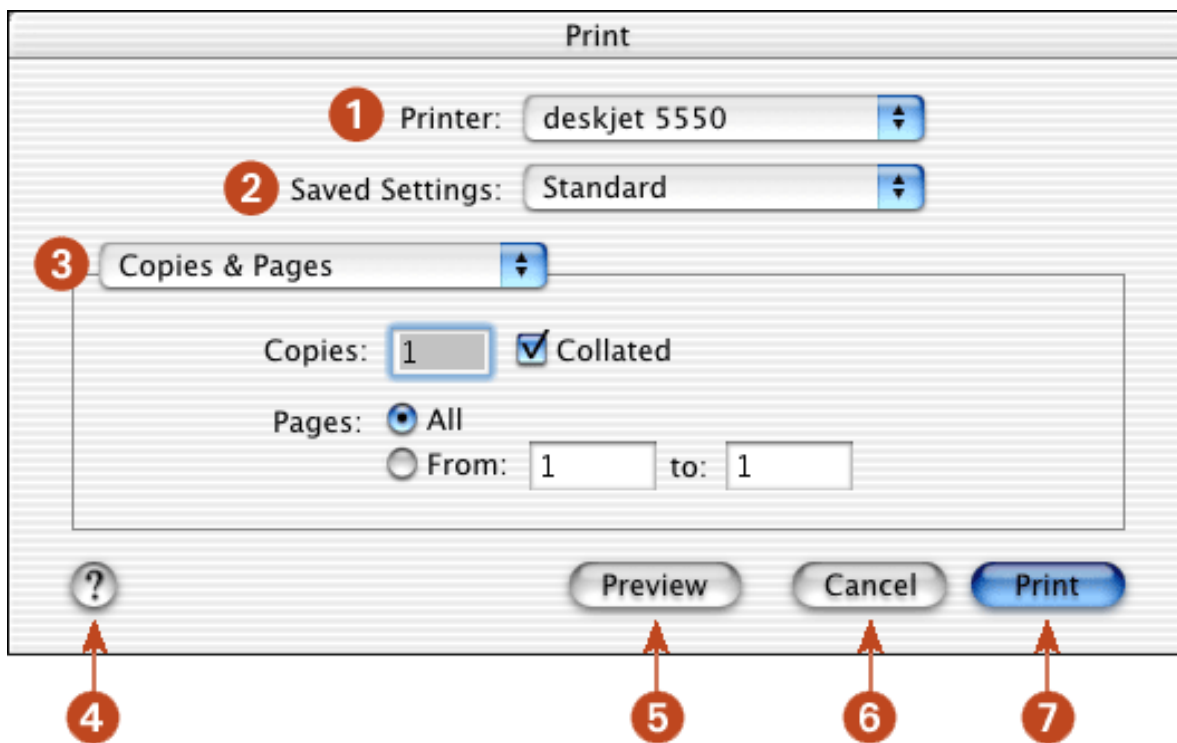 Print
1 Printer: deskjet 5550
2 Saved Settings: Standard
3 Copies & Pages
Copies: 1 Collated
Pages: All
From: 1 to: 1
? Preview Cancel Print
4 5 6 7